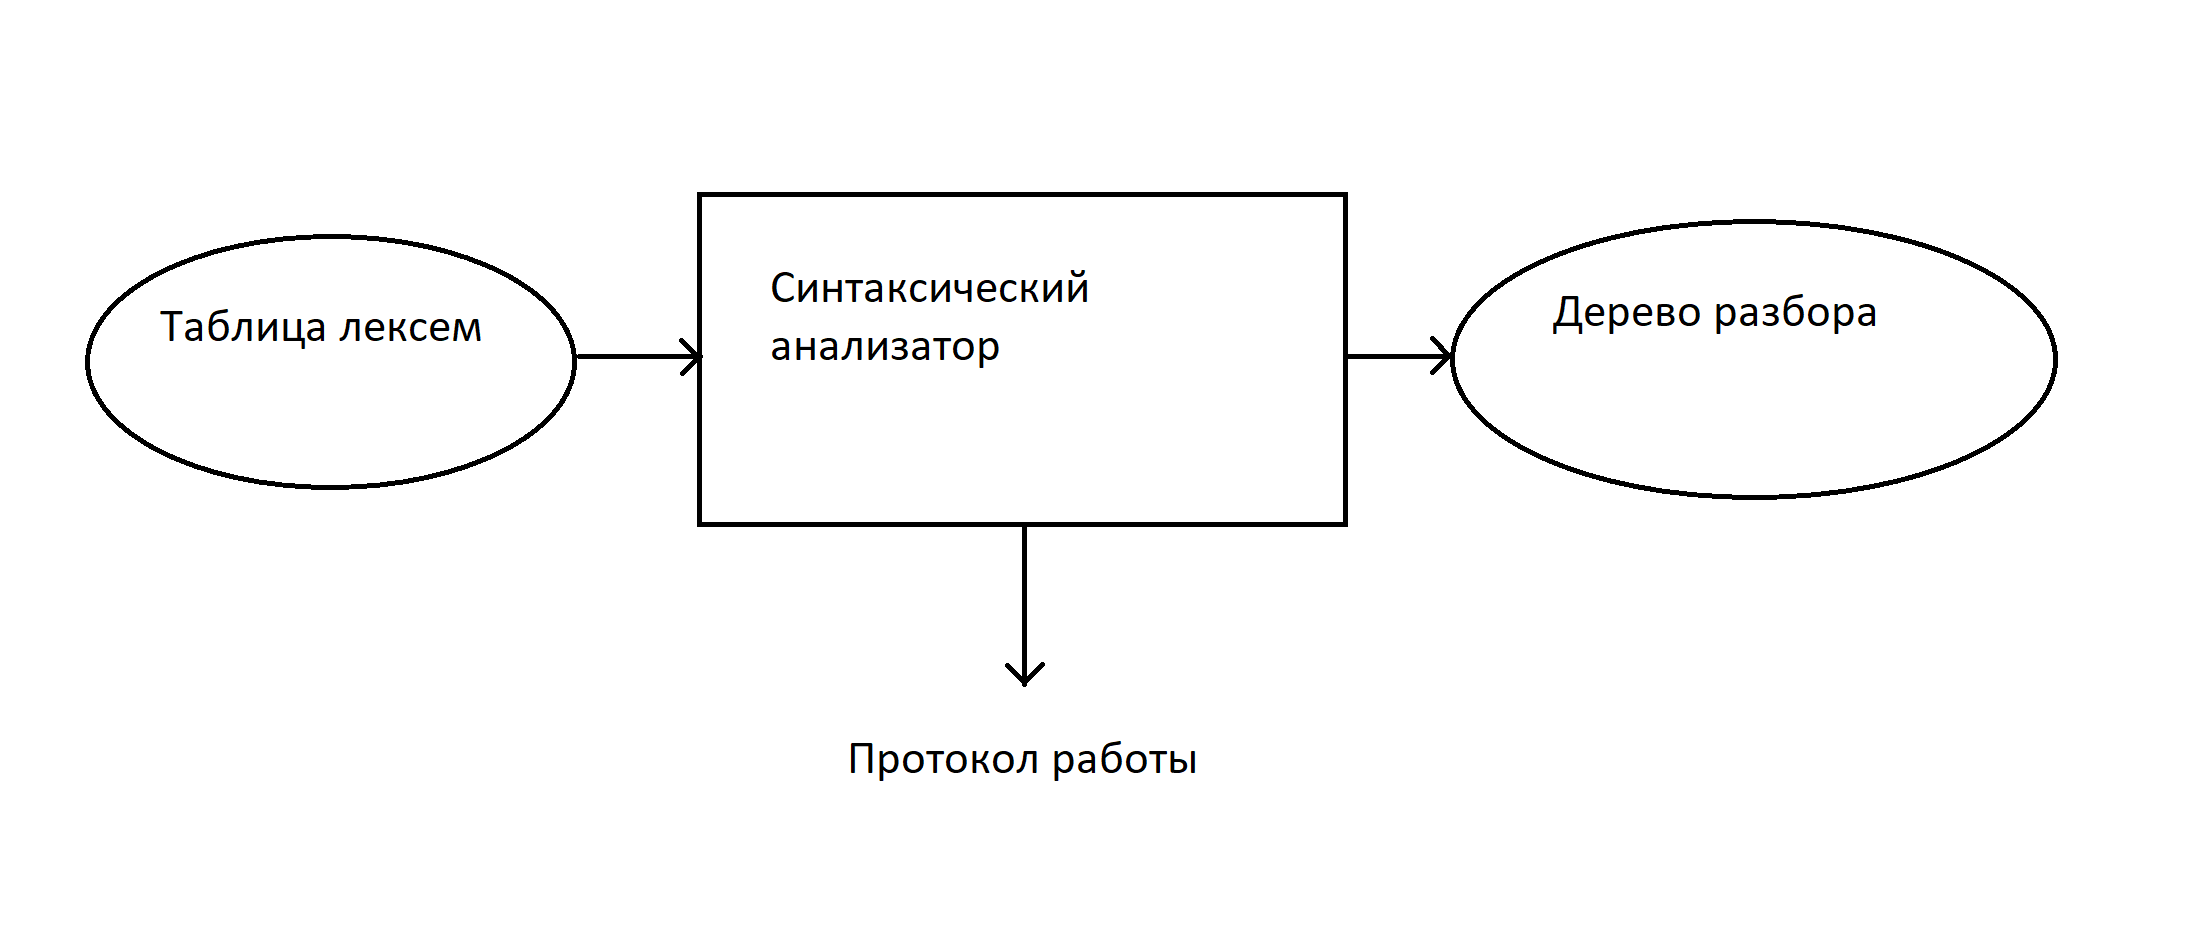 Таблица лексем
Синтаксический
анализатор
Дерево разбора
Протокол работы